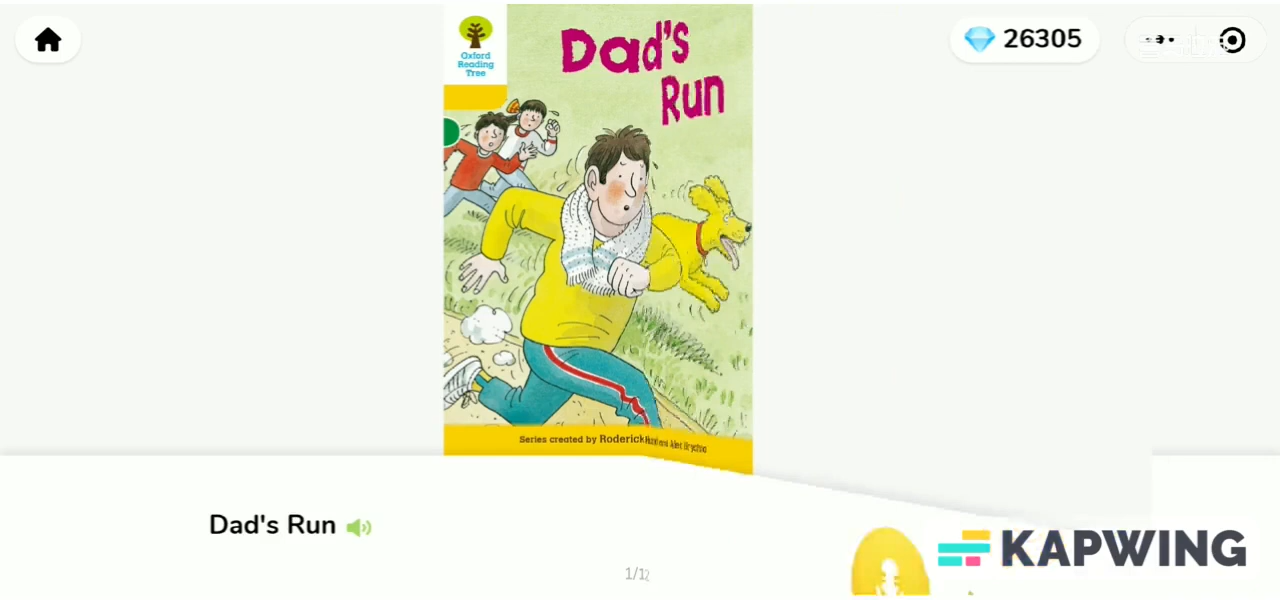 26305
Oxford
Reading
Tree
Dad's
Run
Series created by Roderick
Dad's Run
1/12
KAPWING